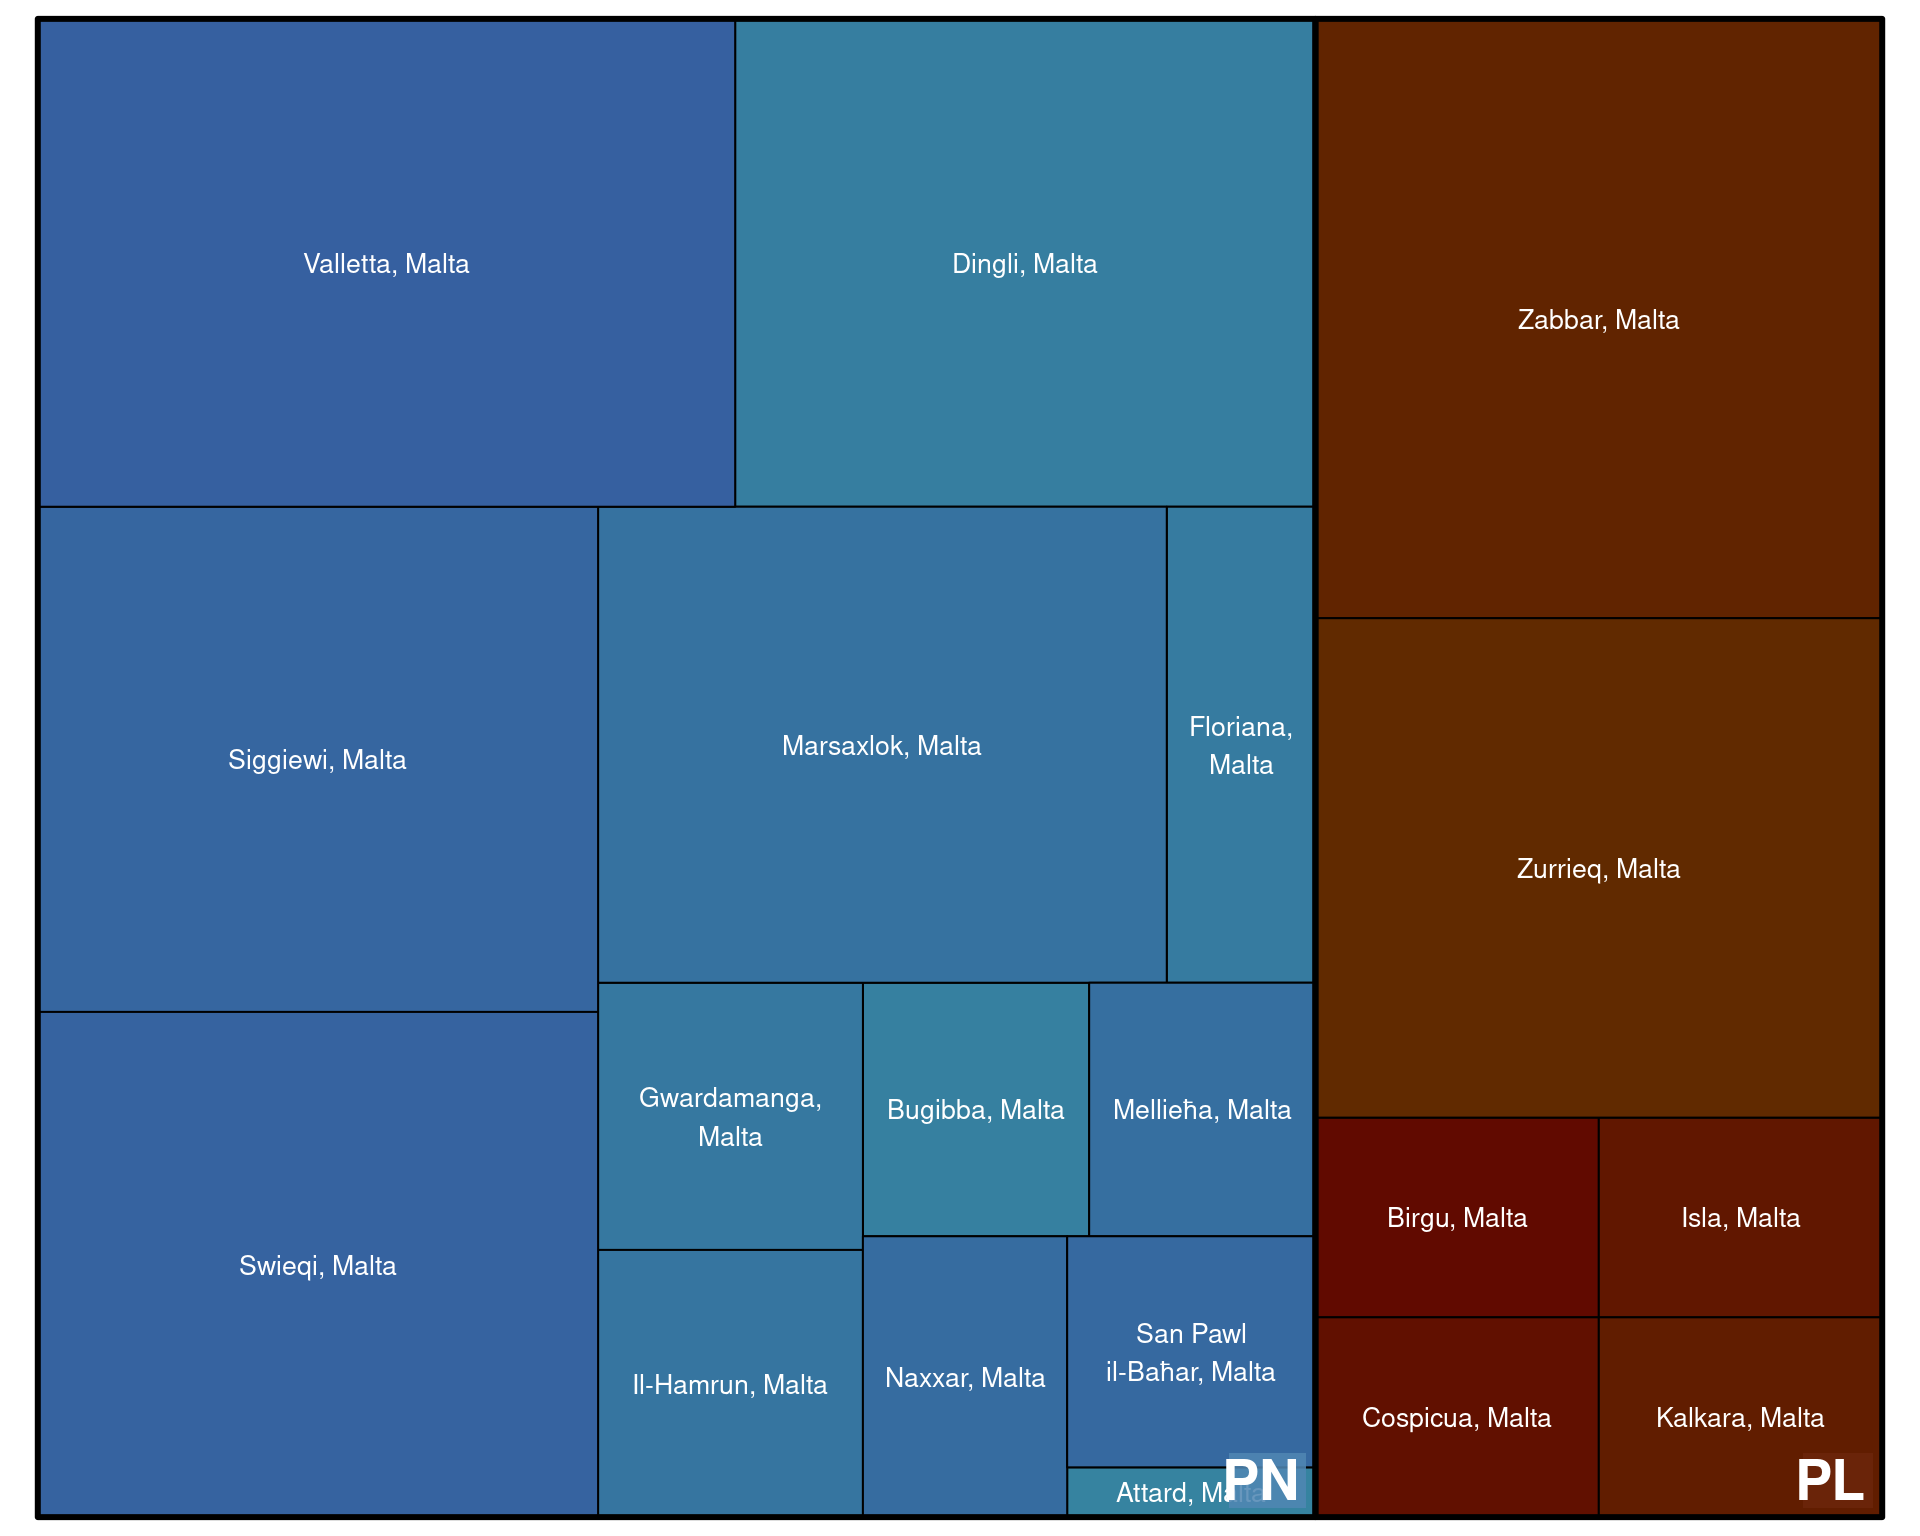 Valletta, Malta
Dingli, Malta
Zabbar, Malta
Siggiewi, Malta
Marsaxlok, Malta
Floriana,
Malta
Zurrieq, Malta
Gwardamanga,
Malta
Bugibba, Malta
Mellieħa, Malta
Swieqi, Malta
Il-Hamrun, Malta
Naxxar, Malta
San Pawl
il-Baħar, Malta
Attard, Malta
PN
Birgu, Malta
Isla, Malta
Cospicua, Malta
Kalkara, Malta
PL